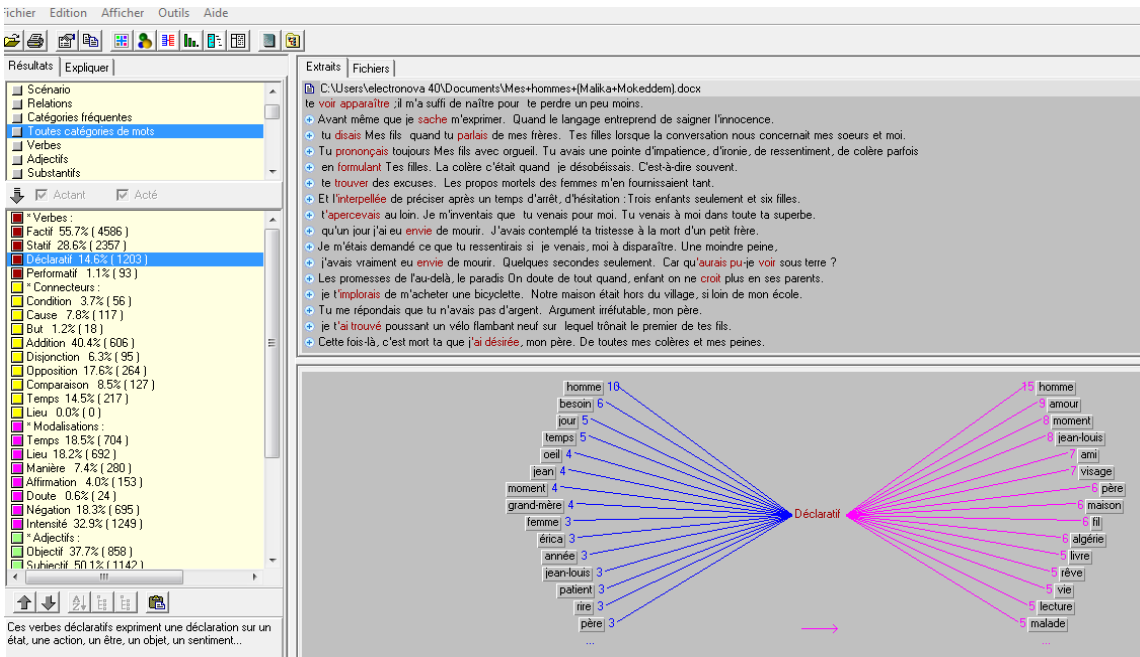 ichier Edition Afficher Outils Aide
Résultats Expliquer
Scénario
Relations
Catégories fréquentes
Toutes catégories de mots
Verbes
Adjectifs
Substantifs
Actant Acté
* Verbes :
Factif 55.7% ( 4586 )
Statif 28.6% ( 2357 )
Déclaratif 14.6% ( 1203 )
Performatif 1.1% ( 93 )
* Connecteurs :
Condition 3.7% ( 56 )
Cause 7.8% ( 117 )
But 1.2% ( 18 )
Addition 40.4% ( 606 )
Disjonction 6.3% ( 95 )
Opposition 17.6% ( 264 )
Comparaison 8.5% ( 127 )
Temps 14.5% ( 217 )
Lieu 0.0% ( 0 )
* Modalisations :
Temps 18.5% ( 704 )
Lieu 18.2% ( 692 )
Manière 7.4% ( 280 )
Affirmation 4.0% ( 153 )
Doute 0.6% ( 24 )
Négation 18.3% ( 695 )
Intensité 32.9% ( 1249 )
* Adjectifs :
Objectif 37.7% ( 858 )
Subjectif 50.1% ( 1142 )
Ces verbes déclaratifs expriment une déclaration sur un
état, une action, un être, un objet, un sentiment...
Extraits Fichiers
C:\Users\electronova 40\Documents\Mes+hommes+(Malika+Mokeddem).docx
te voir apparaître ;il m'a suffi de naître pour te perdre un peu moins.
Avant même que je sache m'exprimer. Quand le langage entreprend de saigner l'innocence.
tu disais Mes fils quand tu parlais de mes frères. Tes filles lorsque la conversation nous concernait mes soeurs et moi.
Tu prononçais toujours Mes fils avec orgueil. Tu avais une pointe d'impatience, d'ironie, de ressentiment, de colère parfois
en formulant Tes filles. La colère c'était quand je désobéissais. C'est-à-dire souvent.
te trouver des excuses. Les propos mortels des femmes m'en fournissaient tant.
Et l'interpellée de préciser après un temps d'arrêt, d'hésitation : Trois enfants seulement et six filles.
t'apercevais au loin. Je m'inventais que tu venais pour moi. Tu venais à moi dans toute ta superbe.
qu'un jour j'ai eu envie de mourir. J'avais contemplé ta tristesse à la mort d'un petit frère.
Je m'étais demandé ce que tu ressentirais si je venais, moi à disparaître. Une moindre peine,
j'avais vraiment eu envie de mourir. Quelques secondes seulement. Car qu'aurais pu-je voir sous terre ?
Les promesses de l'au-delà, le paradis On doute de tout quand, enfant on ne croit plus en ses parents.
je t'implorais de m'acheter une bicyclette. Notre maison était hors du village, si loin de mon école.
Tu me répondais que tu n'avais pas d'argent. Argument irréfutable, mon père.
je t'ai trouvé poussant un vélo flambant neuf sur lequel trônait le premier de tes fils.
Cette fois-là, c'est mort ta que j'ai désirée, mon père. De toutes mes colères et mes peines.
homme 10
besoin 6
jour 5
temps 5
oeil 4
jean 4
moment 4
grand-mère 4
femme 3
érica 3
année 3
jean-louis 3
patient 3
rire 3
père 3
...
Déclaratif
15 homme
9 amour
8 moment
8 jean-louis
7 ami
7 visage
6 père
6 maison
6 fil
6 algérie
5 livre
5 rêve
5 vie
5 lecture
5 malade
...